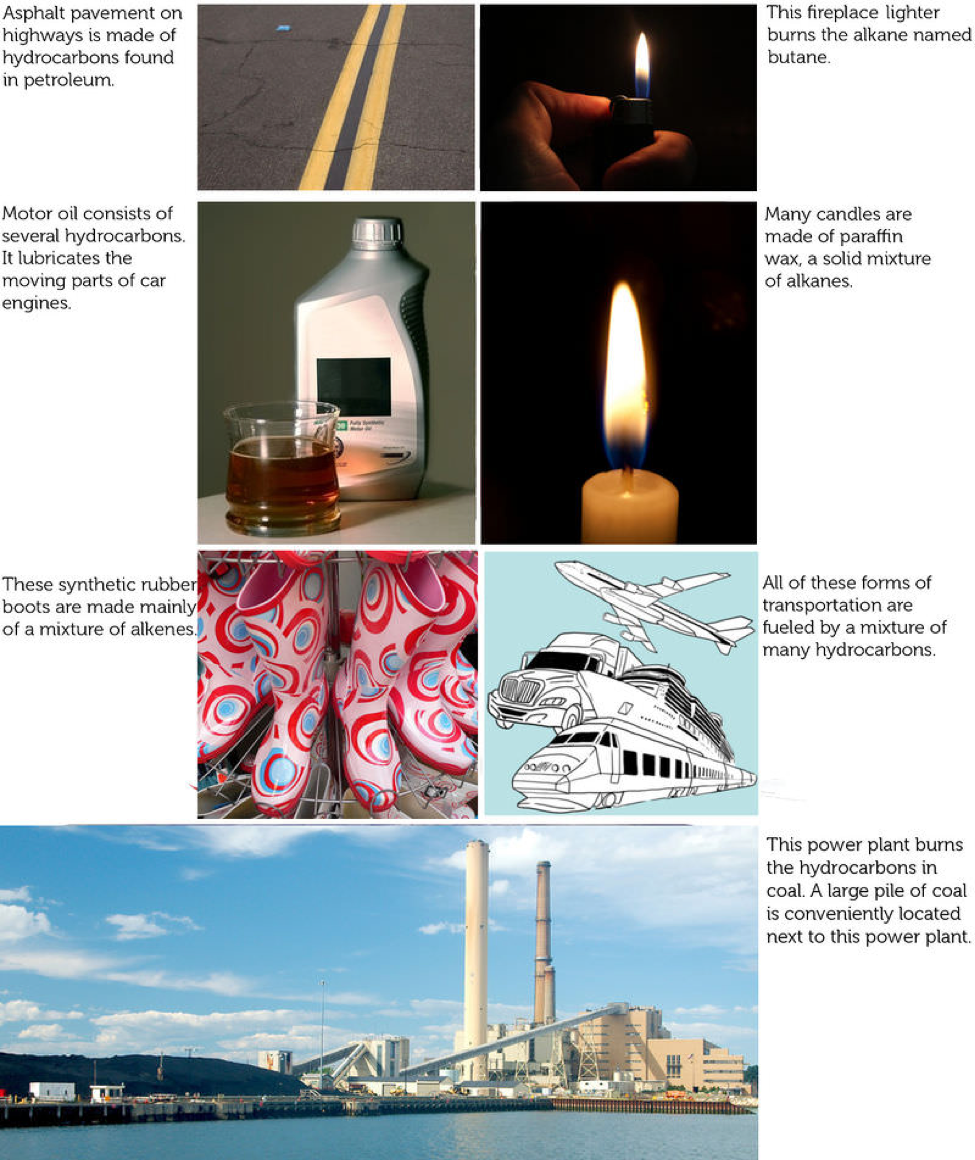 Asphalt pavement on
highways is made of
hydrocarbons found
in petroleum.
This fireplace lighter
burns the alkane named
butane.
Motor oil consists of
several hydrocarbons.
It lubricates the
moving parts of car
engines.
Fully Synthetic
Motor Oil
Many candles are
made of paraffin
wax, a solid mixture
of alkanes.
These synthetic rubber
boots are made mainly
of a mixture of alkenes.
All of these forms of
transportation are
fueled by a mixture of
many hydrocarbons.
This power plant burns
the hydrocarbons in
coal. A large pile of coal
is conveniently located
next to this power plant.